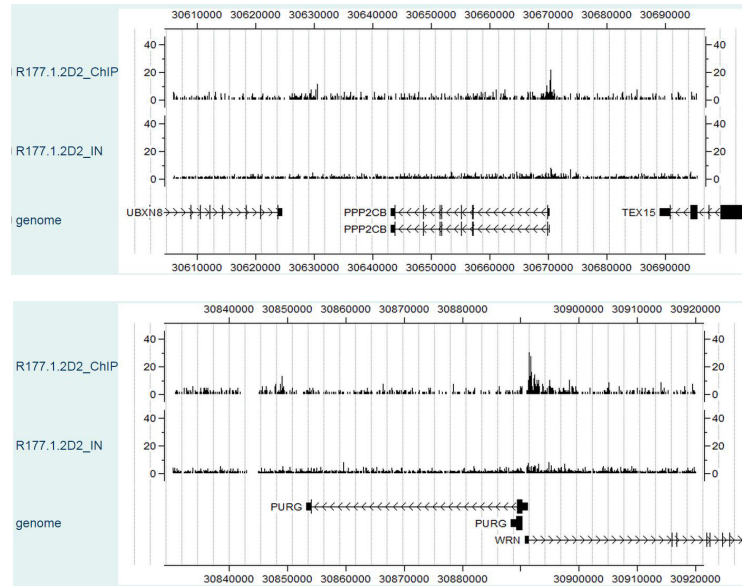 30610000 30620000 30630000 30640000 30650000 30660000 30670000 30680000 30690000
40 40
R177.1.2D2_ChIP 20 20
0 0
40 40
R177.1.2D2_IN 20 20
0 0
UBXN8 PPP2CB TEX15
genome PPP2CB
30610000 30620000 30630000 30640000 30650000 30660000 30670000 30680000 30690000
30840000 30850000 30860000 30870000 30880000 30900000 30910000 30920000
40 40
R177.1.2D2_ChIP 20 20
0 0
40 40
R177.1.2D2_IN 20 20
0 0
PURG
genome PURG
WRN
30840000 30850000 30860000 30870000 30880000 30900000 30910000 30920000